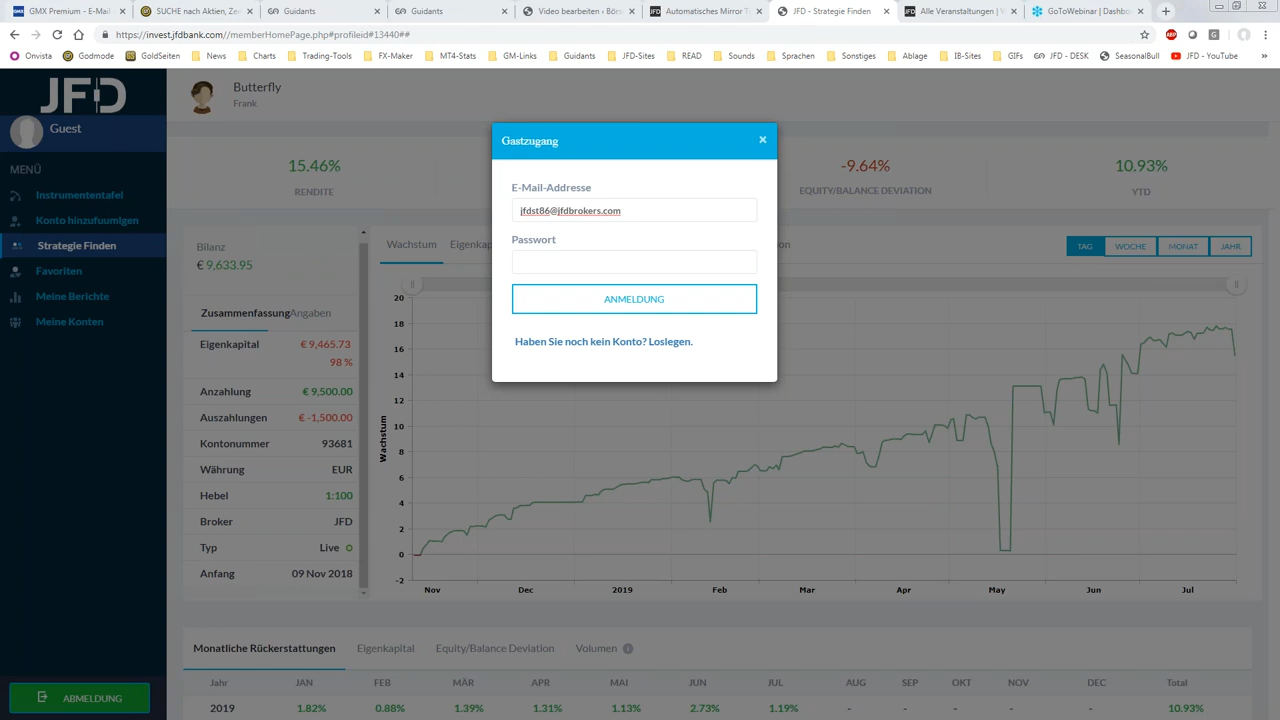 GMX Premium - E-Mail
SUCHE nach Aktien, Zer
Guidants
Guidants
Video bearbeiten ‹ Börs
Automatisches Mirror T
JFD - Strategie Finden
Alle Veranstaltungen | W
GoToWebinar | Dashbo
https://invest.jfdbank.com//memberHomePage.php#profileid=13440##
Onvista
Godmode
GoldSeiten
News
Charts
Trading-Tools
FX-Maker
MT4-Stats
GM-Links
Guidants
JFD-Sites
READ
Sounds
Sprachen
Sonstiges
Ablage
IB-Sites
GIFs
JFD - DESK
SeasonalBull
JFD - YouTube
»
JFD
Guest
MENÜ
Instrumententafel
Konto hinzufuumlgen
Strategie Finden
Favoriten
Meine Berichte
Meine Konten
ABMELDUNG
Butterfly
Frank
15.46%
RENDITE
-9.64%
EQUITY/BALANCE DEVIATION
10.93%
YTD
Gastzugang
×
E-Mail-Addresse
jfdst86@jfdbrokers.com
Passwort
ANMELDUNG
Haben Sie noch kein Konto? Loslegen.
Bilanz
€ 9,633.95
Zusammenfassung Angaben
Eigenkapital € 9,465.73
98 %
Anzahlung € 9,500.00
Auszahlungen € -1,500.00
Kontonummer 93681
Währung EUR
Hebel 1:100
Broker JFD
Typ Live
Anfang 09 Nov 2018
Wachstum
TAG WOCHE MONAT JAHR
20
18
16
14
12
10
8
6
4
2
0
-2
Wachstum
Nov Dec 2019 Feb Mar Apr May Jun Jul
Monatliche Rückerstattungen Eigenkapital Equity/Balance Deviation Volumen
Jahr JAN FEB MÄR APR MAI JUN JUL AUG SEP OKT NOV DEC Total
2019 1.82% 0.88% 1.39% 1.31% 1.13% 2.73% 1.19% - - - - - 10.93%